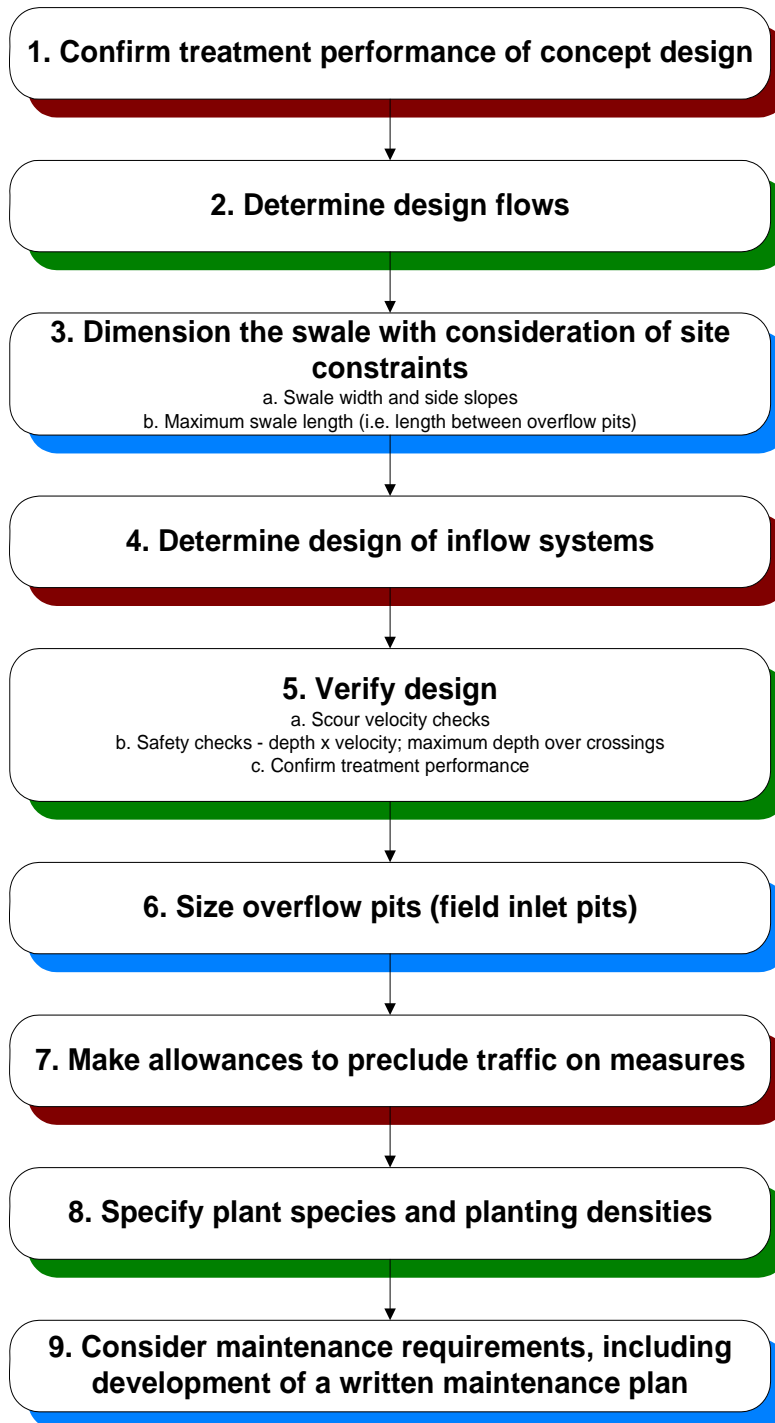 1. Confirm treatment performance of concept design
2. Determine design flows
3. Dimension the swale with consideration of site
constraints
a. Swale width and side slopes
b. Maximum swale length (i.e. length between overflow pits)
4. Determine design of inflow systems
5. Verify design
a. Scour velocity checks
b. Safety checks - depth x velocity; maximum depth over crossings
c. Confirm treatment performance
6. Size overflow pits (field inlet pits)
7. Make allowances to preclude traffic on measures
8. Specify plant species and planting densities
9. Consider maintenance requirements, including
development of a written maintenance plan